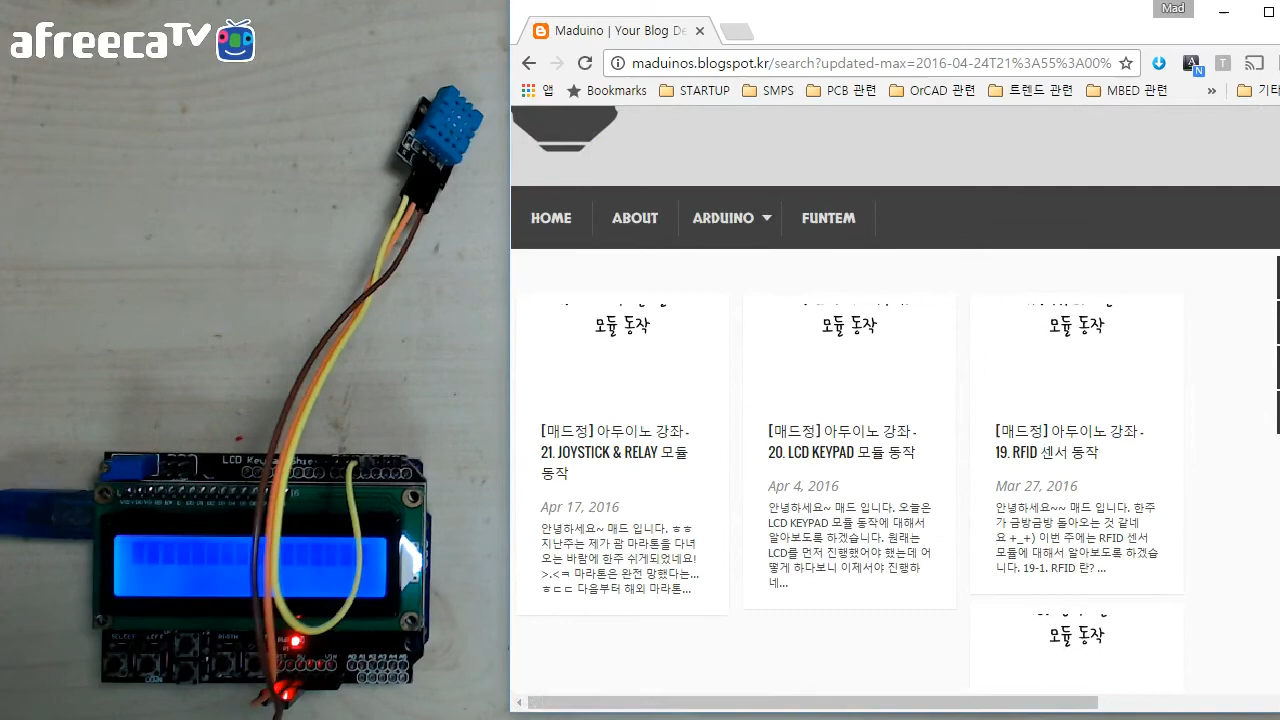 afreecaTV
Mad
Maduino | Your Blog De
maduinos.blogspot.kr/search?updated-max=2016-04-24T21%3A55%3A00%
앱
Bookmarks
STARTUP
SMPS
PCB 관련
OrCAD 관련
트렌드 관련
MBED 관련
»
기타
HOME
ABOUT
ARDUINO
FUNTEM
모듈 동작
[매드정] 아두이노 강좌 -
21. JOYSTICK & RELAY 모듈
동작
Apr 17, 2016
안녕하세요~ 매드 입니다. ㅎㅎ
지난주는 제가 괌 마라톤을 다녀
오는 바람에 한주 쉬게되었네요!
>.<ㅋ 마라톤은 완전 망했다는...
ㅎㄷㄷ 다음부터 해외 마라톤...
모듈 동작
[매드정] 아두이노 강좌 -
20. LCD KEYPAD 모듈 동작
Apr 4, 2016
안녕하세요~ 매드 입니다. 오늘은
LCD KEYPAD 모듈 동작에 대해서
알아보도록 하겠습니다. 원래는
LCD를 먼저 진행했어야 했는데 어
떻게 하다보니 이제서야 진행하
네...
모듈 동작
[매드정] 아두이노 강좌 -
19. RFID 센서 동작
Mar 27, 2016
안녕하세요~~ 매드 입니다. 한주
가 금방금방 돌아오는 것 같네
요 +_+) 이번 주에는 RFID 센서
모듈에 대해서 알아보도록 하겠습
니다. 19-1. RFID 란? ...
모듈 동작
LCD
SELECT
LEFT